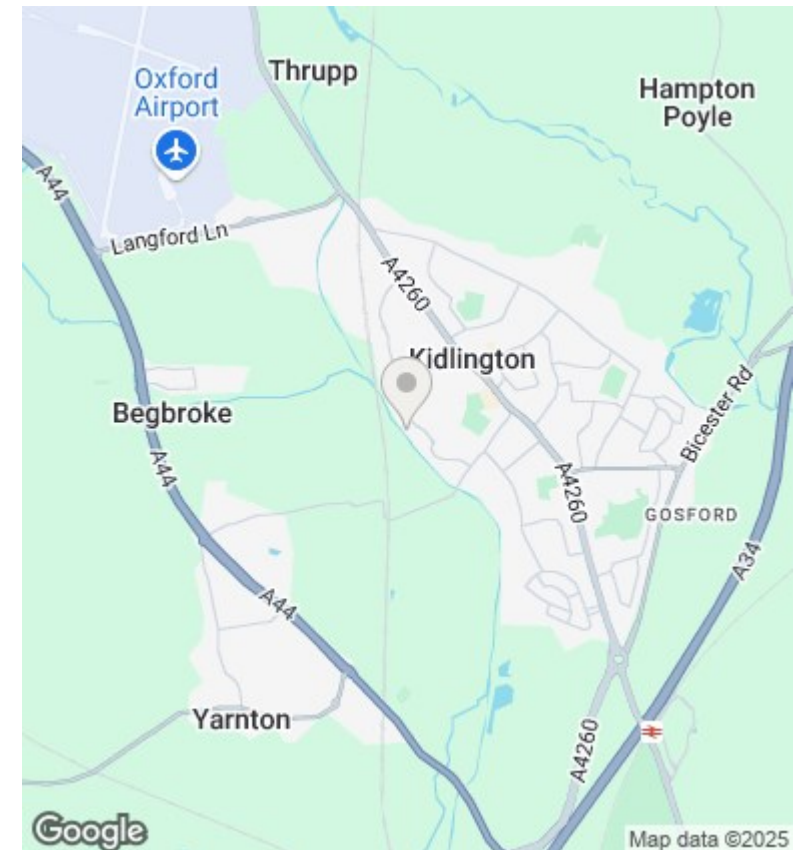 Thrupp
Oxford
Airport
Hampton
Poyle
A44
Langford Ln
A4260
Kidlington
Bicester Rd
Begbroke
A44
A4260
GOSFORD
A34
A44
Yarnton
A4260
Google
Map data ©2025